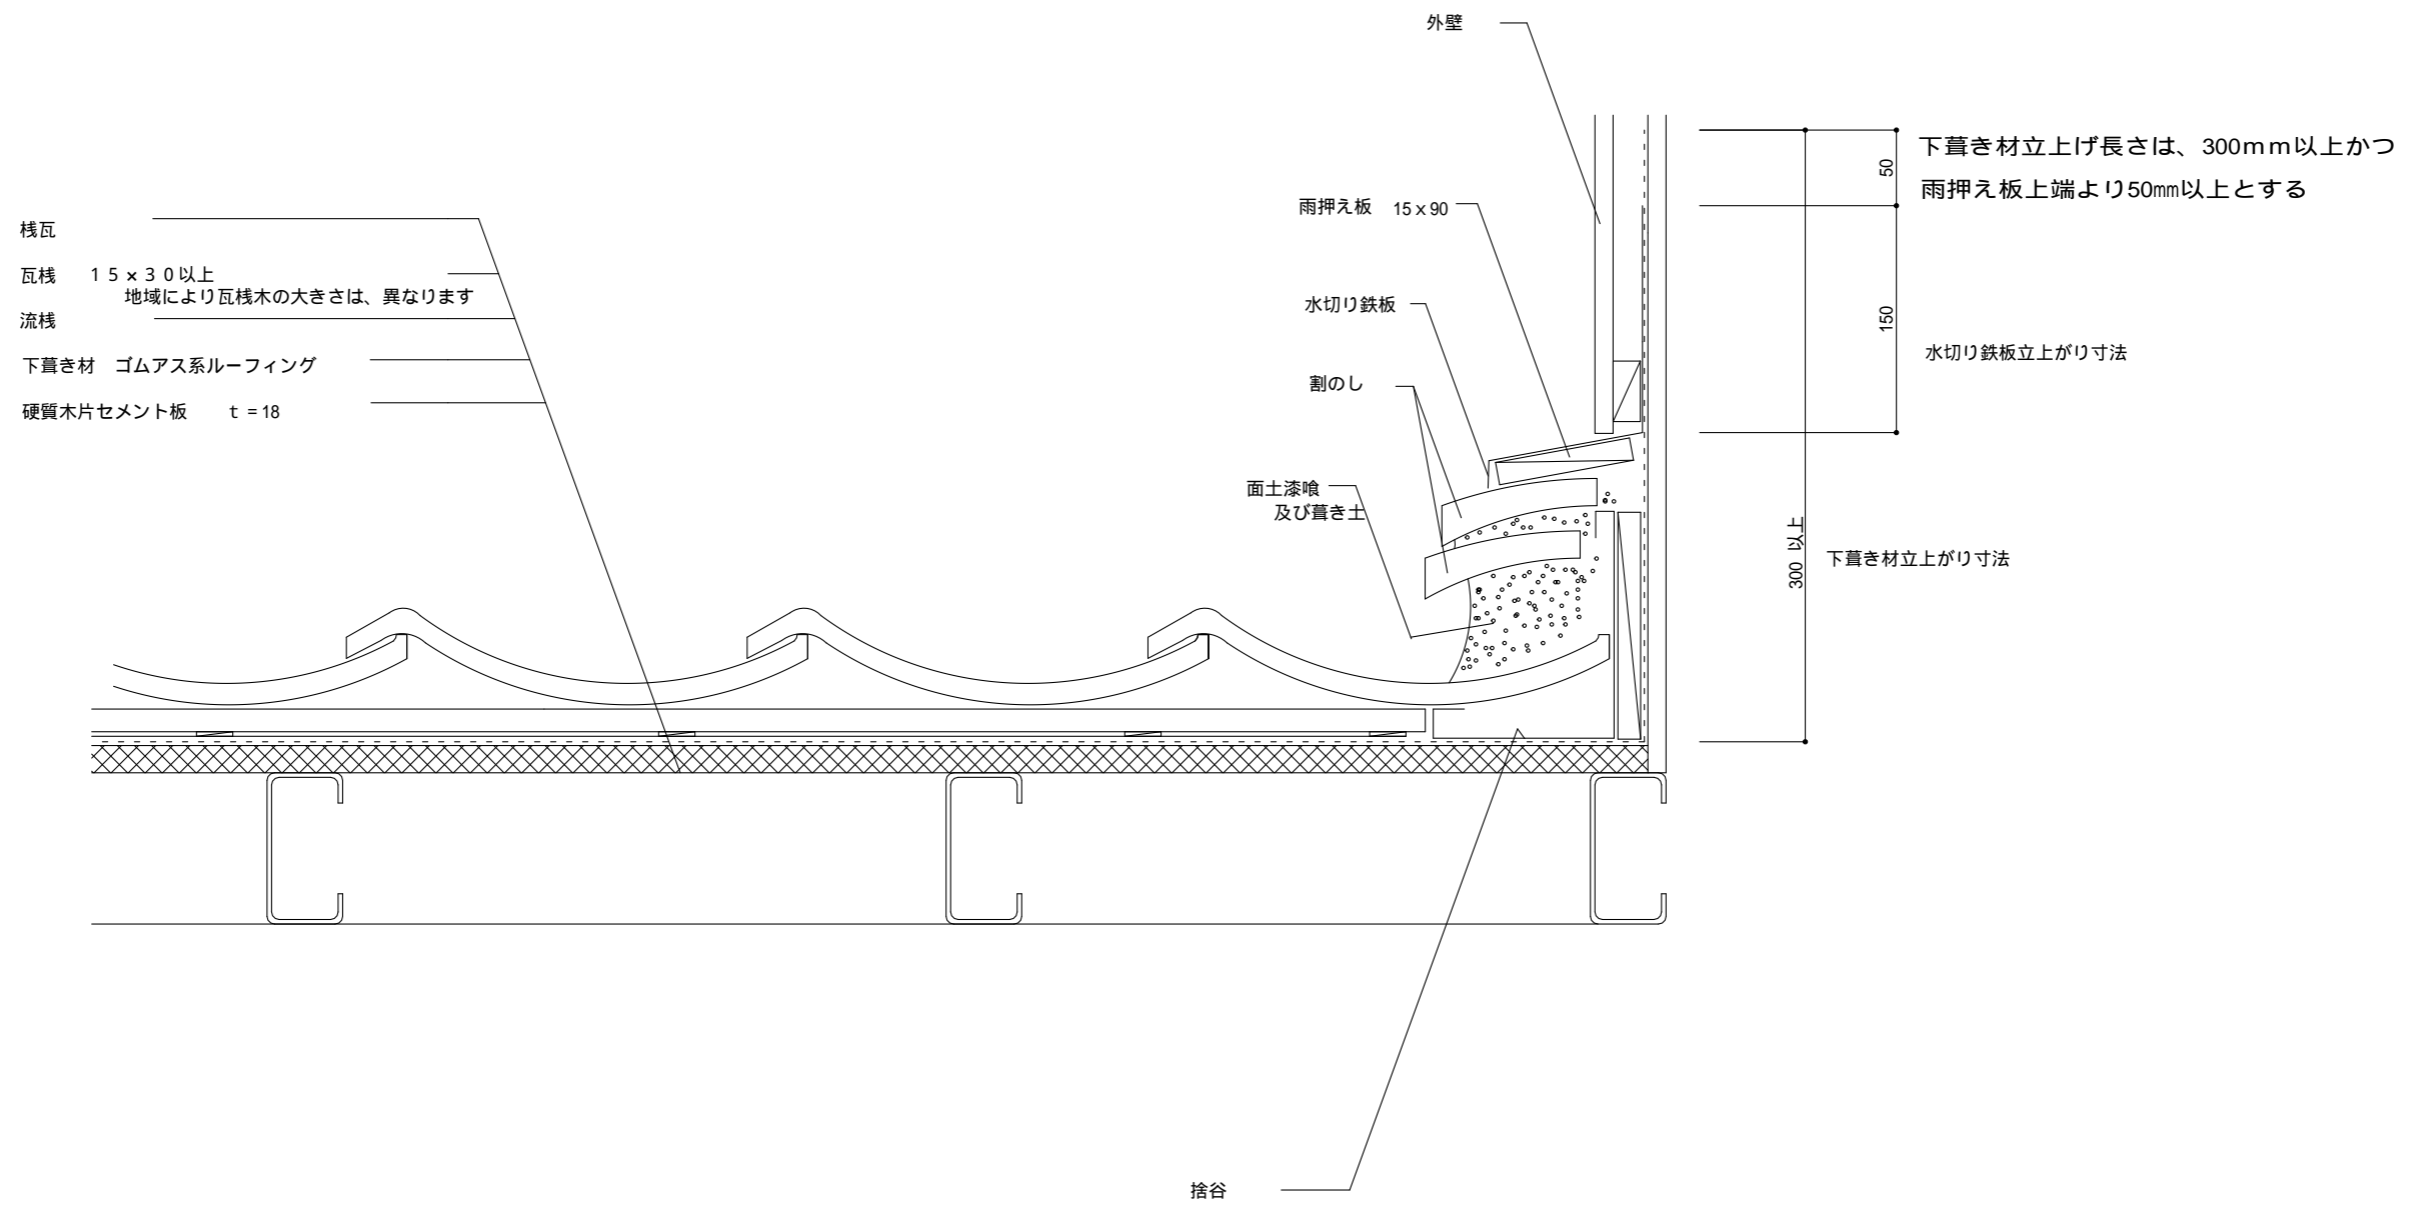 外壁
下葺き材立上げ長さは、300mm以上かつ
雨押え板上端より50㎜以上とする
50
雨押え板 15x90
桟瓦
瓦桟 15×30以上
地域により瓦桟木の大きさは、異なります
流桟
下葺き材 ゴムアス系ルーフィング
硬質木片セメント板 t=18
水切り鉄板
150
水切り鉄板立上がり寸法
割のし
面土漆喰
及び葺き土
300 以上
下葺き材立上がり寸法
捨谷